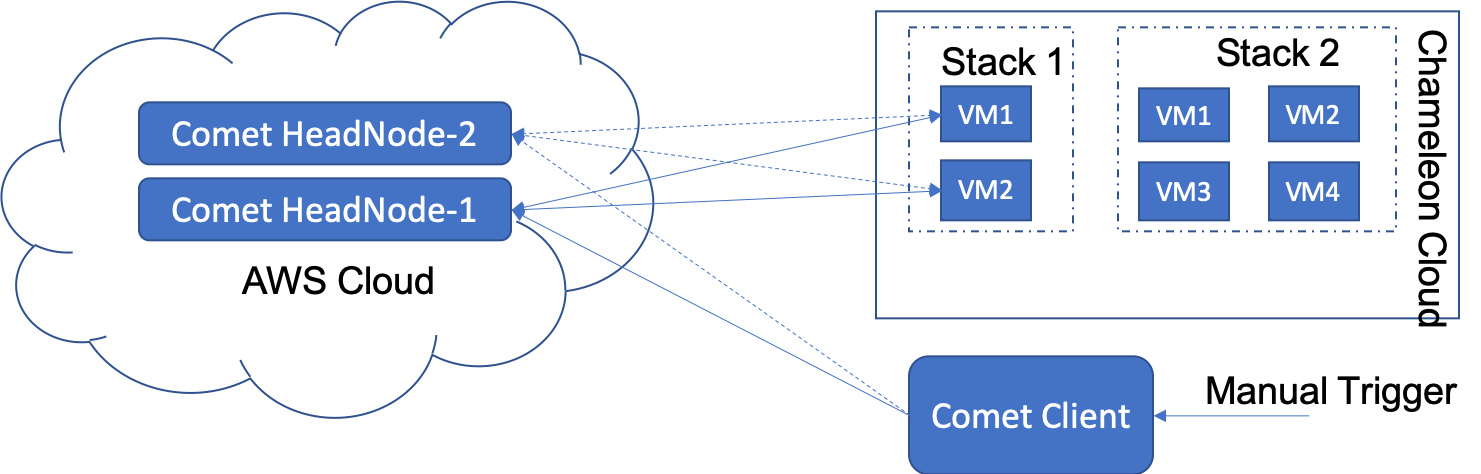 Comet HeadNode-2
Comet HeadNode-1
AWS Cloud
Stack 1
VM1
VM2
Stack 2
VM1
VM2
VM3
VM4
Chameleon Cloud
Comet Client
Manual Trigger